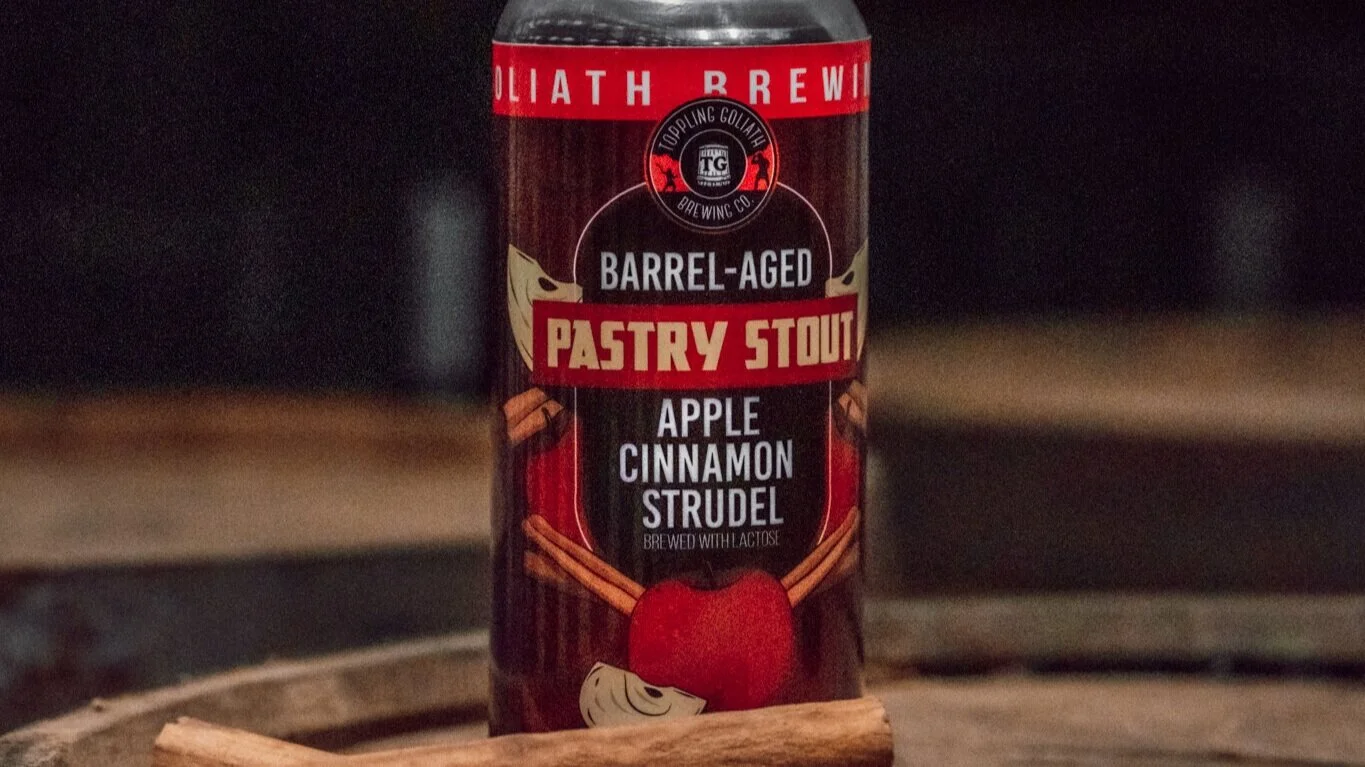 OLIATH BREWI
TOPPLING GOLIATH
TG
BREWING CO.
BARREL-AGED
PASTRY STOUT
APPLE
CINNAMON
STRUDEL
BREWED WITH LACTOSE